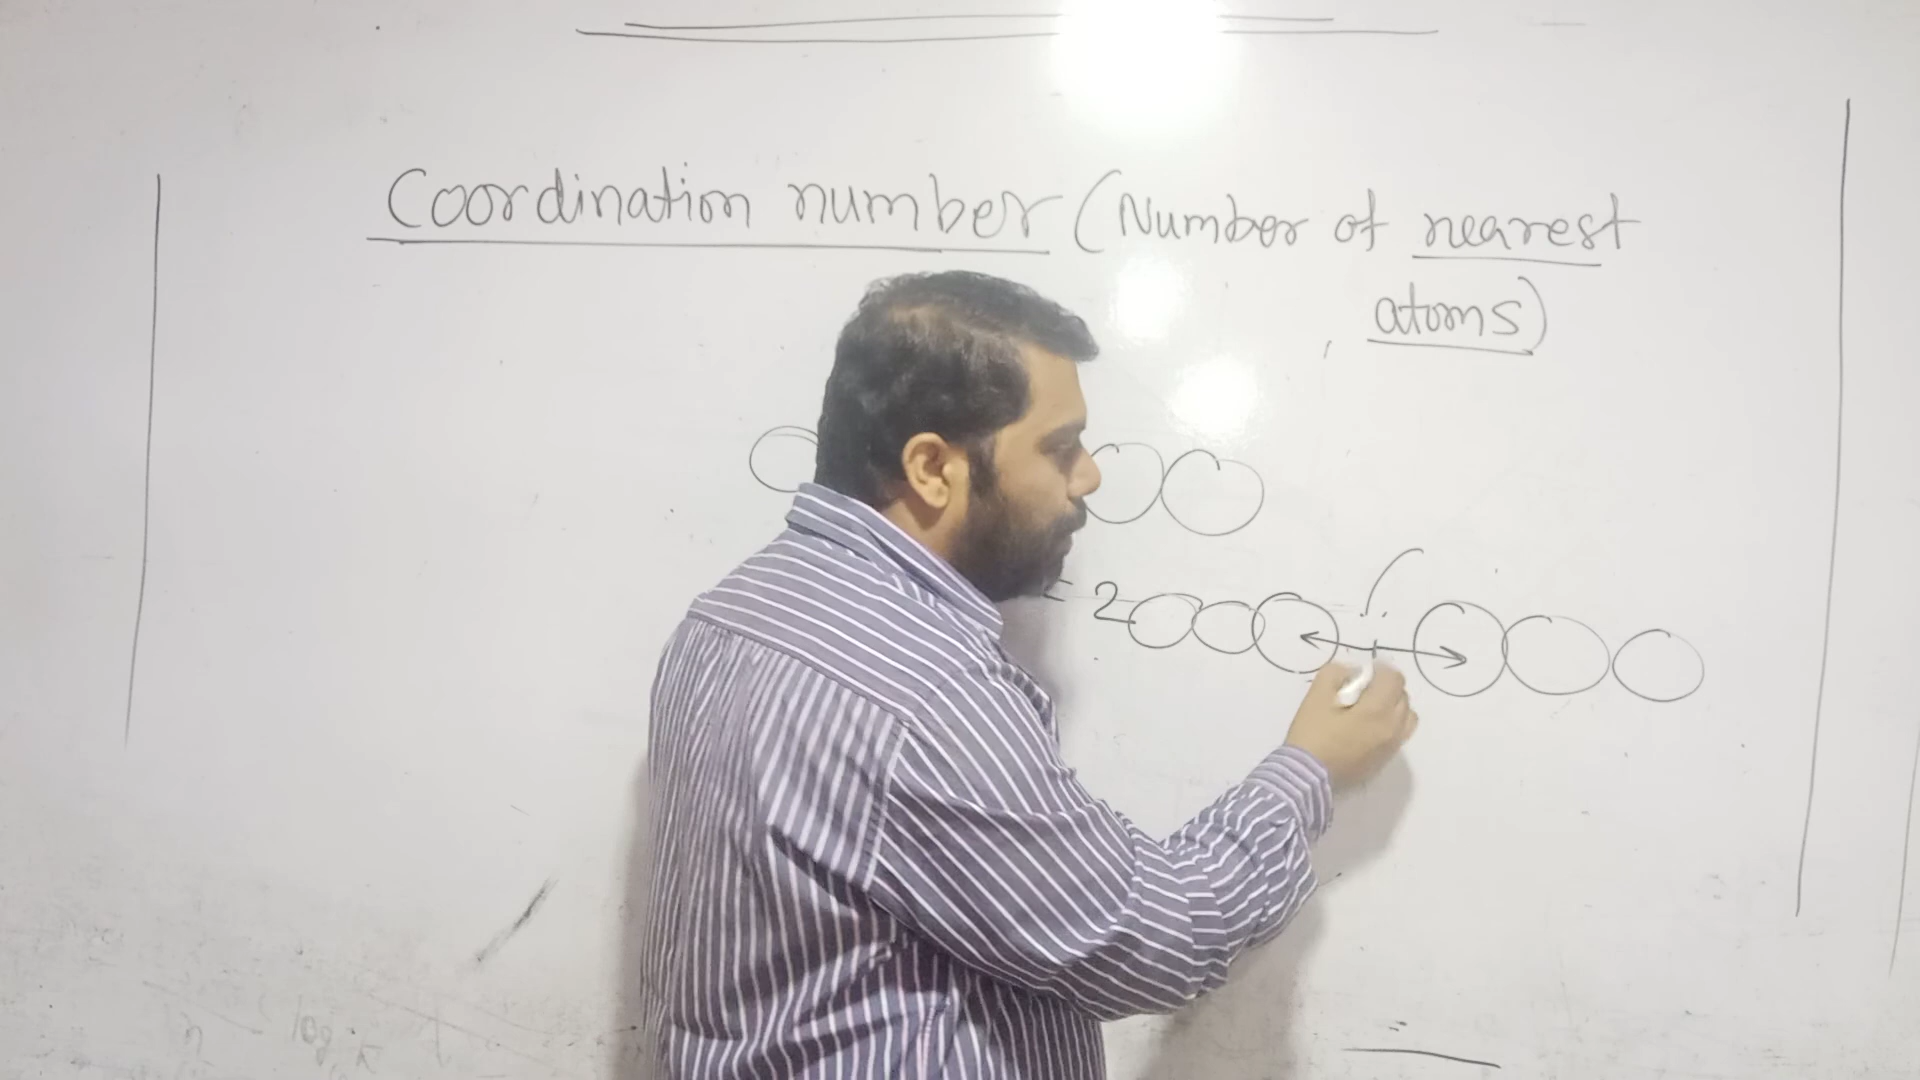 Coordination number (Number of nearest
atoms)
= 2